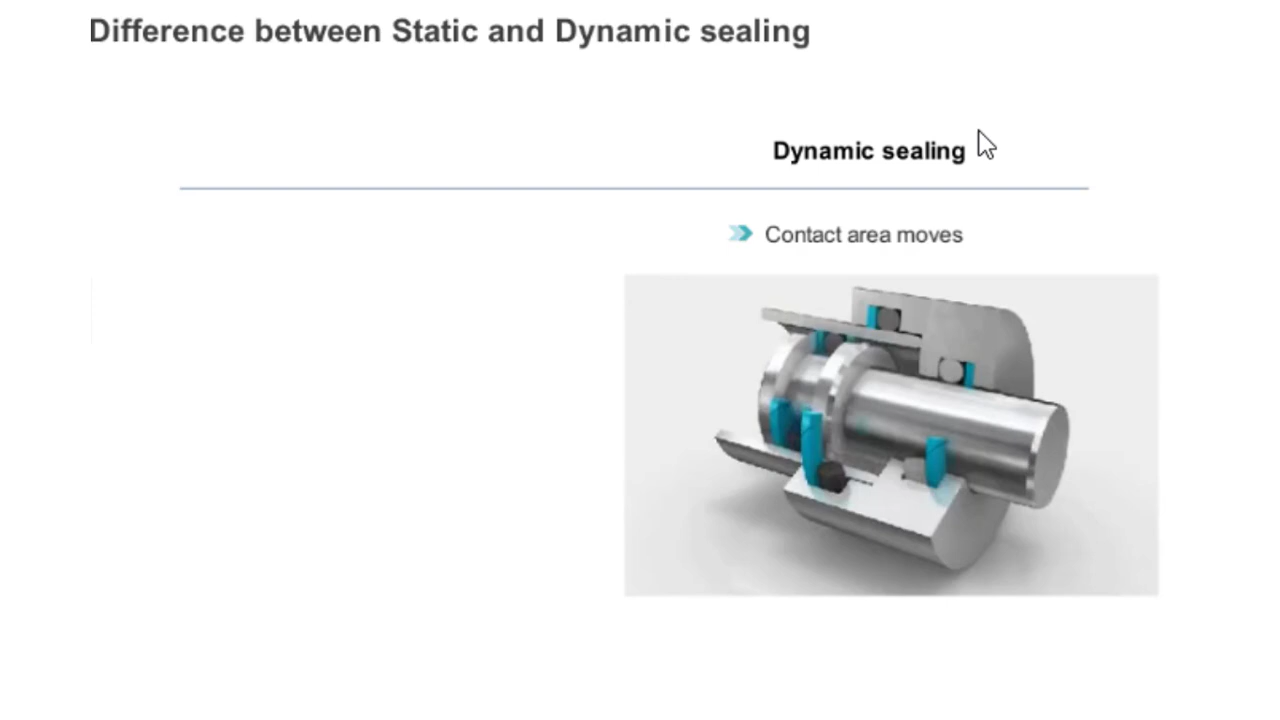 Difference between Static and Dynamic sealing
Dynamic sealing
Contact area moves